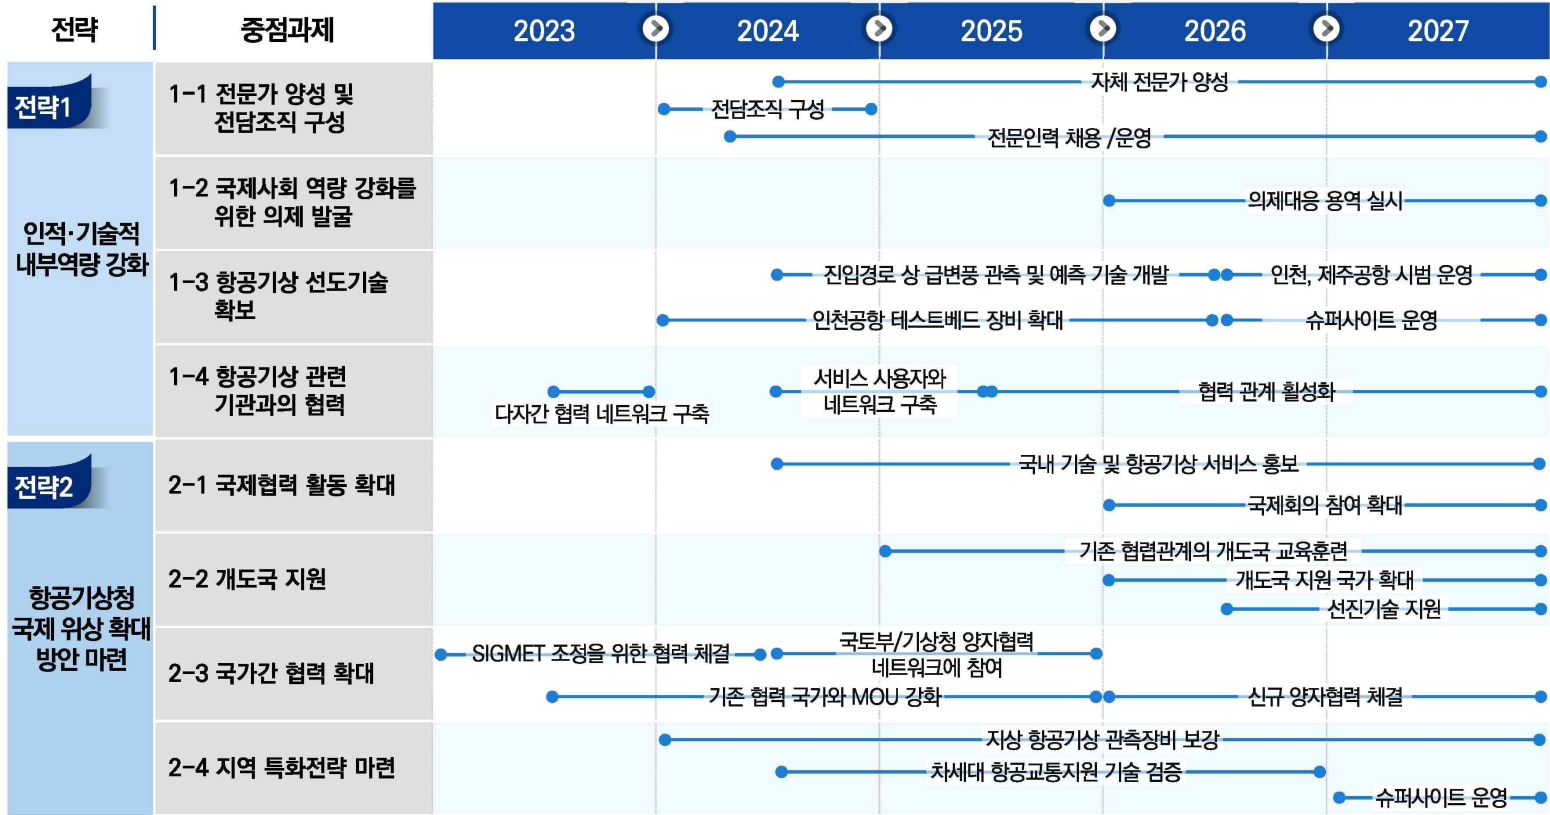 전략 중점과제 2023 2024 2025 2026 2027
전략1
인적·기술적
내부역량 강화
1-1 전문가 양성 및
전담조직 구성
자체 전문가 양성
전담조직 구성
전문인력 채용 /운영
1-2 국제사회 역량 강화를
위한 의제 발굴
의제대응 용역 실시
1-3 항공기상 선도기술
확보
진입경로 상 급변풍 관측 및 예측 기술 개발
인천, 제주공항 시범 운영
인천공항 테스트베드 장비 확대
슈퍼사이트 운영
1-4 항공기상 관련
기관과의 협력
다자간 협력 네트워크 구축
서비스 사용자와
네트워크 구축
협력 관계 활성화
전략2
항공기상청
국제 위상 확대
방안 마련
2-1 국제협력 활동 확대
국내 기술 및 항공기상 서비스 홍보
국제회의 참여 확대
2-2 개도국 지원
기존 협렵관계의 개도국 교육훈련
개도국 지원 국가 확대
선진기술 지원
2-3 국가간 협력 확대
SIGMET 조정을 위한 협력 체결
국토부/기상청 양자협력
네트워크에 참여
기존 협력 국가와 MOU 강화
신규 양자협력 체결
2-4 지역 특화전략 마련
지상 항공기상 관측장비 보강
차세대 항공교통지원 기술 검증
슈퍼사이트 운영